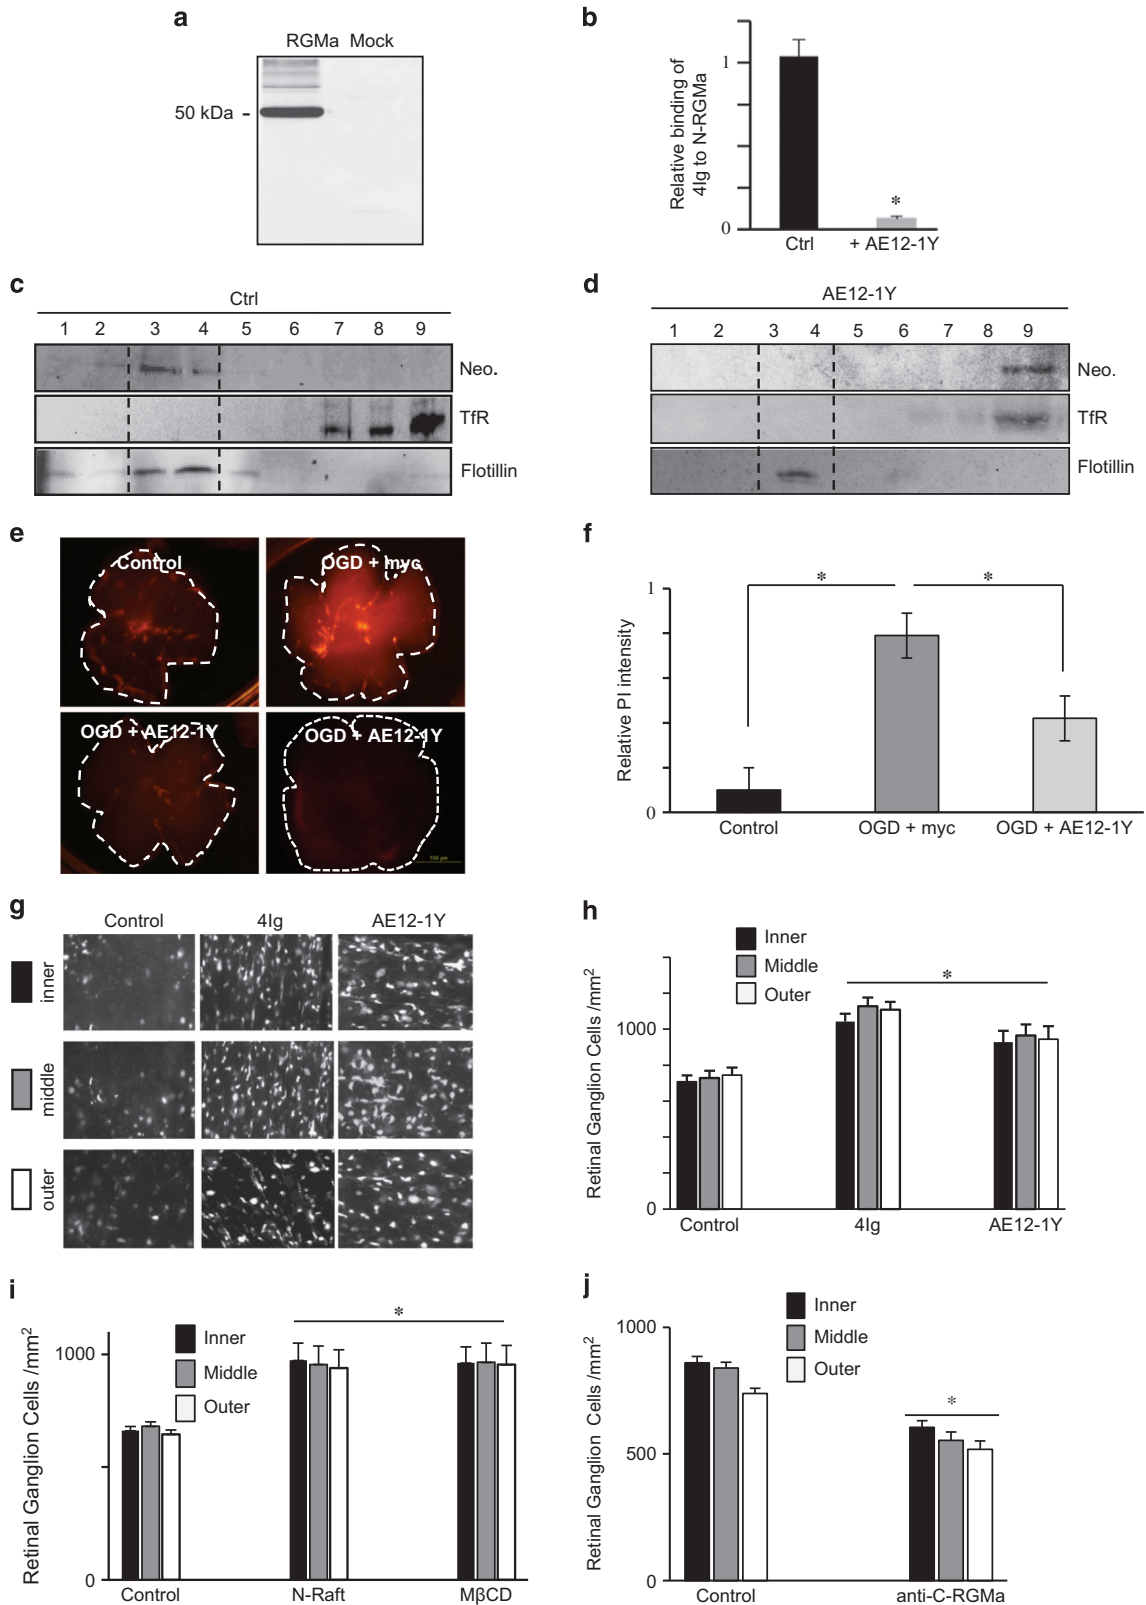 a
RGMa Mock
50 kDa -
b
Relative binding of
4Ig to N-RGMa
1
0
*
Ctrl
+ AE12-1Y
c
Ctrl
1 2 3 4 5 6 7 8 9
Neo.
TfR
Flotillin
d
AE12-1Y
1 2 3 4 5 6 7 8 9
Neo.
TfR
Flotillin
e
Control
OGD + myc
OGD + AE12-1Y
OGD + AE12-1Y
100 µm
f
Relative PI intensity
1
0
*
*
Control
OGD + myc
OGD + AE12-1Y
g
Control
4Ig
AE12-1Y
inner
middle
outer
h
Inner
Middle
Outer
Retinal Ganglion Cells /mm2
1000
0
*
Control
4Ig
AE12-1Y
i
Inner
Middle
Outer
Retinal Ganglion Cells /mm2
1000
0
*
Control
N-Raft
MβCD
j
Inner
Middle
Outer
Retinal Ganglion Cells /mm2
1000
500
0
*
Control
anti-C-RGMa